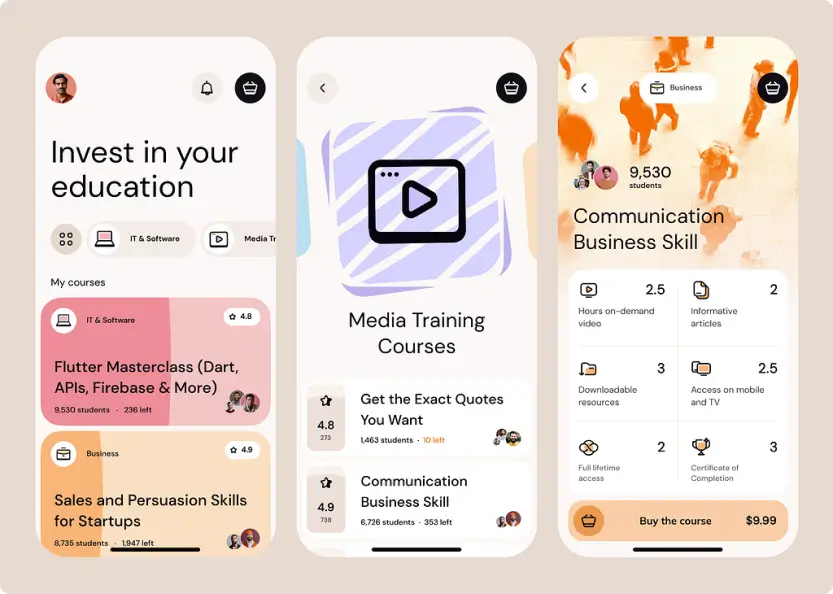 Invest in your
education
IT & Software
Media Tr
My courses
IT & Software
4.8
Flutter Masterclass (Dart,
APIs, Firebase & More)
9,530 students · 236 left
Business
4.9
Sales and Persuasion Skills
for Startups
8,735 students · 1,947 left
Media Training
Courses
4.8
273
Get the Exact Quotes
You Want
1,463 students · 10 left
4.9
738
Communication
Business Skill
6,726 students · 353 left
Business
9,530
students
Communication
Business Skill
2.5
Hours on-demand
video
2
Informative
articles
3
Downloadable
resources
2.5
Access on mobile
and TV
2
Full lifetime
access
3
Certificate of
Completion
Buy the course $9.99